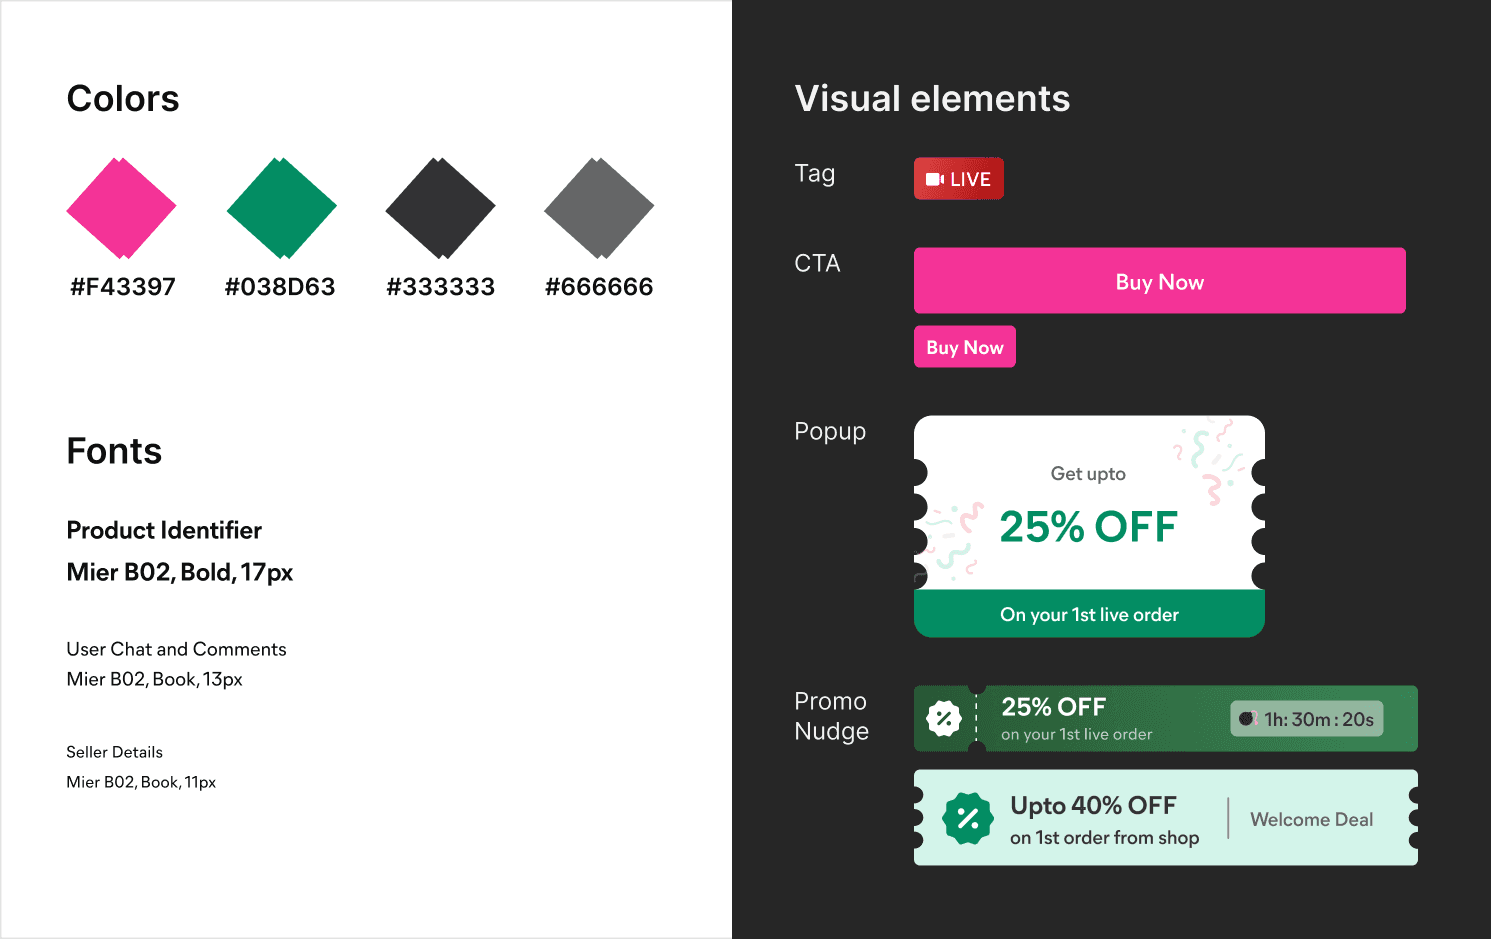 Colors
#F43397
#038D63
#333333
#666666
Fonts
Product Identifier
Mier B02, Bold, 17px
User Chat and Comments
Mier B02, Book, 13px
Seller Details
Mier B02, Book, 11px
Visual elements
Tag
LIVE
CTA
Buy Now
Buy Now
Popup
Get upto
25% OFF
On your 1st live order
Promo
Nudge
25% OFF
on your 1st live order
1h: 30m : 20s
Upto 40% OFF
on 1st order from shop
Welcome Deal